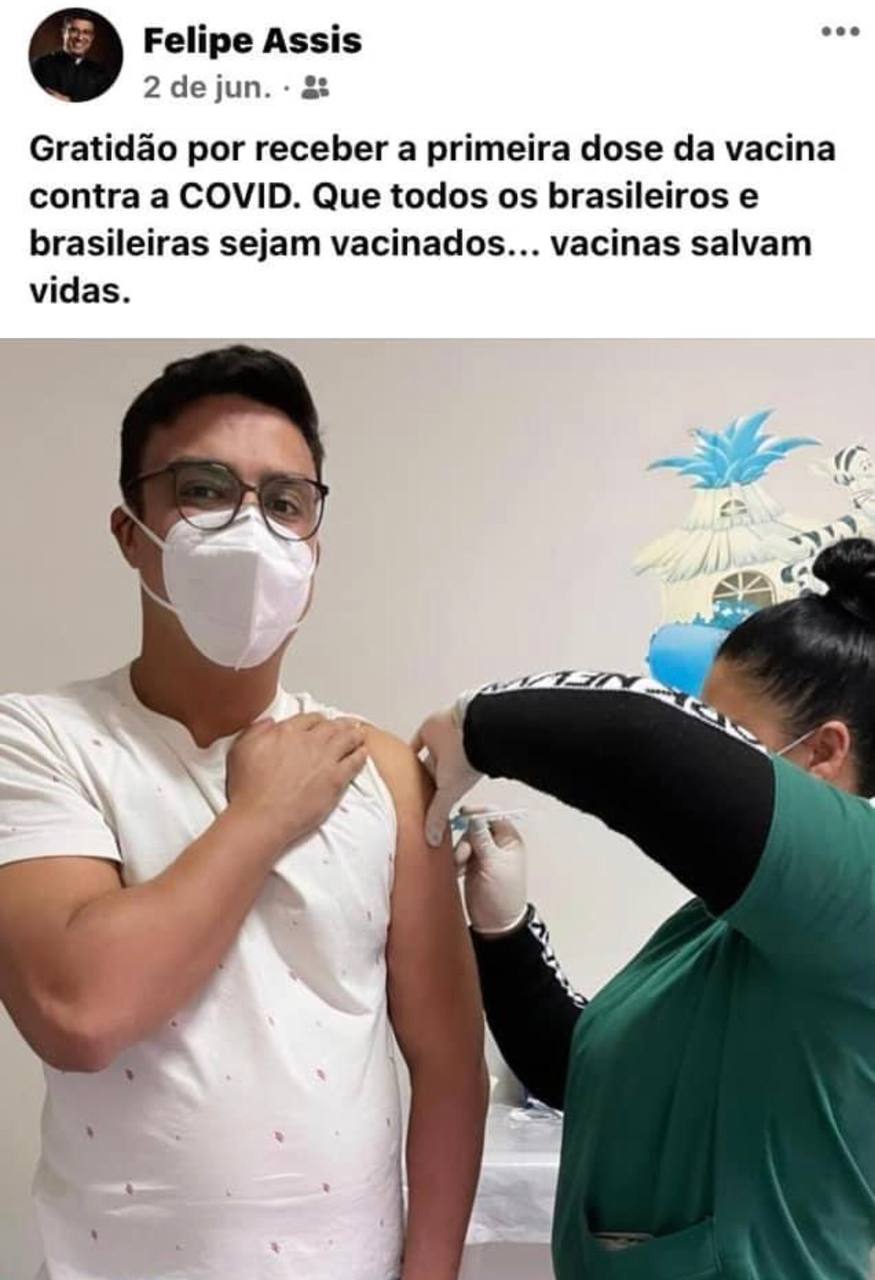 Felipe Assis
2 de jun. ·
Gratidão por receber a primeira dose da vacina
contra a COVID. Que todos os brasileiros e
brasileiras sejam vacinados... vacinas salvam
vidas.